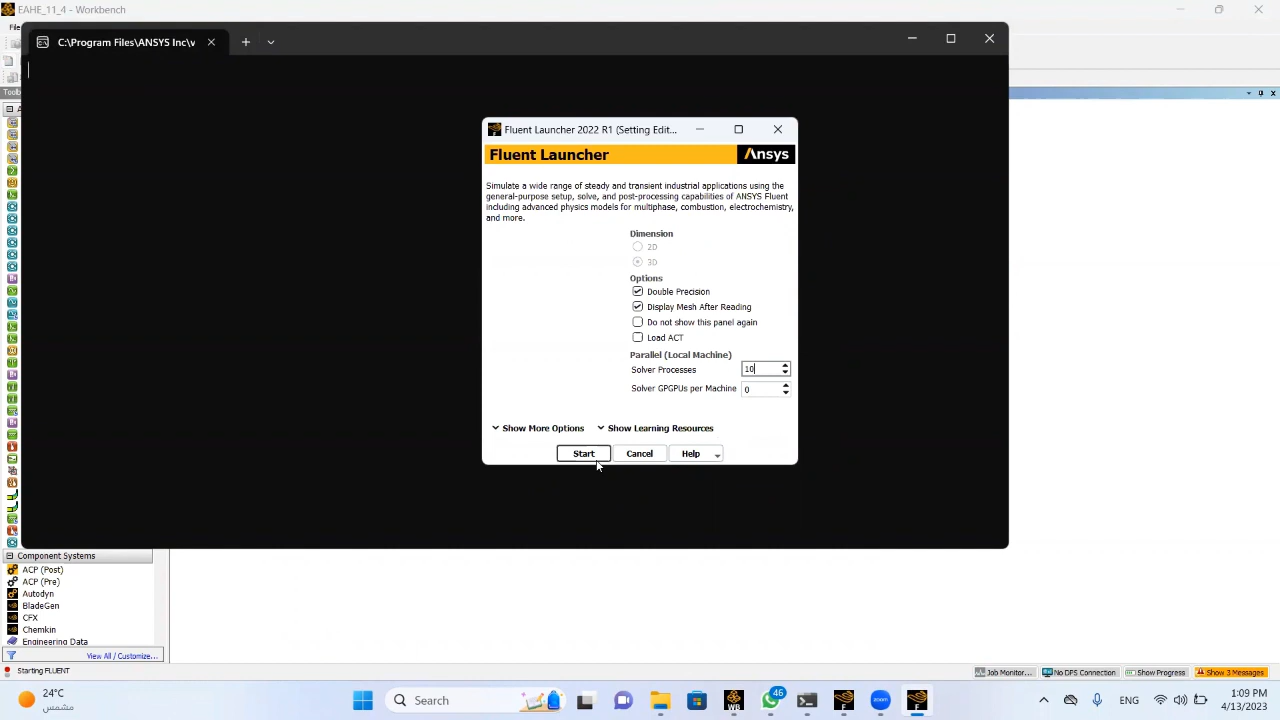 EAHE_11_4 - Workbench
File
C:\Program Files\ANSYS Inc\v
Toolb
Fluent Launcher 2022 R1 (Setting Edit...
Fluent Launcher
Ansys
Simulate a wide range of steady and transient industrial applications using the
general-purpose setup, solve, and post-processing capabilities of ANSYS Fluent
including advanced physics models for multiphase, combustion, electrochemistry,
and more.
Dimension
2D
3D
Options
Double Precision
Display Mesh After Reading
Do not show this panel again
Load ACT
Parallel (Local Machine)
Solver Processes 10
Solver GPGPUs per Machine 0
Show More Options Show Learning Resources
Start Cancel Help
Component Systems
ACP (Post)
ACP (Pre)
Autodyn
BladeGen
CFX
Chemkin
Engineering Data
View All / Customize...
Starting FLUENT
Job Monitor... No DPS Connection Show Progress Show 3 Messages
24°C
مشمس
Search
46
zoom
ENG
1:09 PM
4/13/2023